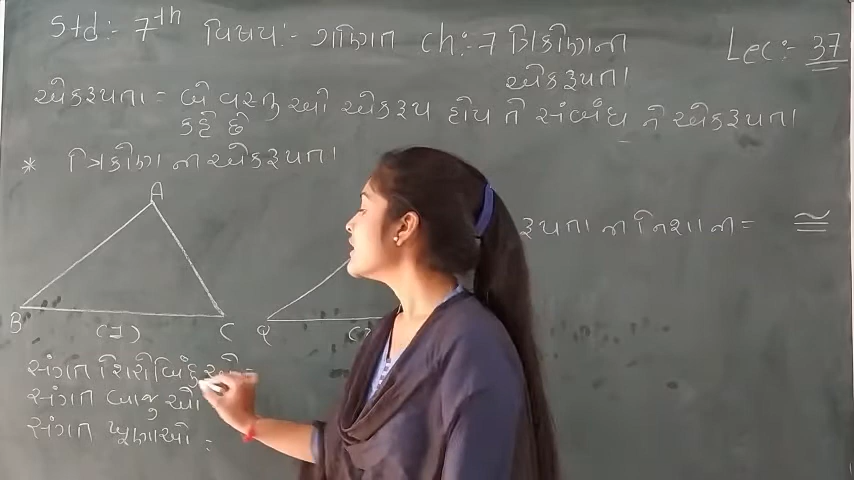 Std:- 7th વિષય:- ગણિત Ch:-7 ત્રિકોણની
એકરૂપતા
Lec:- 37
એકરૂપતા = બે વસ્તુઓ એકરૂપ હોય તે સંબંધ ને એકરૂપતા
કહે છે
* ત્રિકોણ ની એકરૂપતા
રૂપતા ની નિશાની = ≅
A
B (1) C
Q
સંગત શિરોબિંદુઓ =
સંગત બાજુઓ
સંગત ખૂણાઓ :